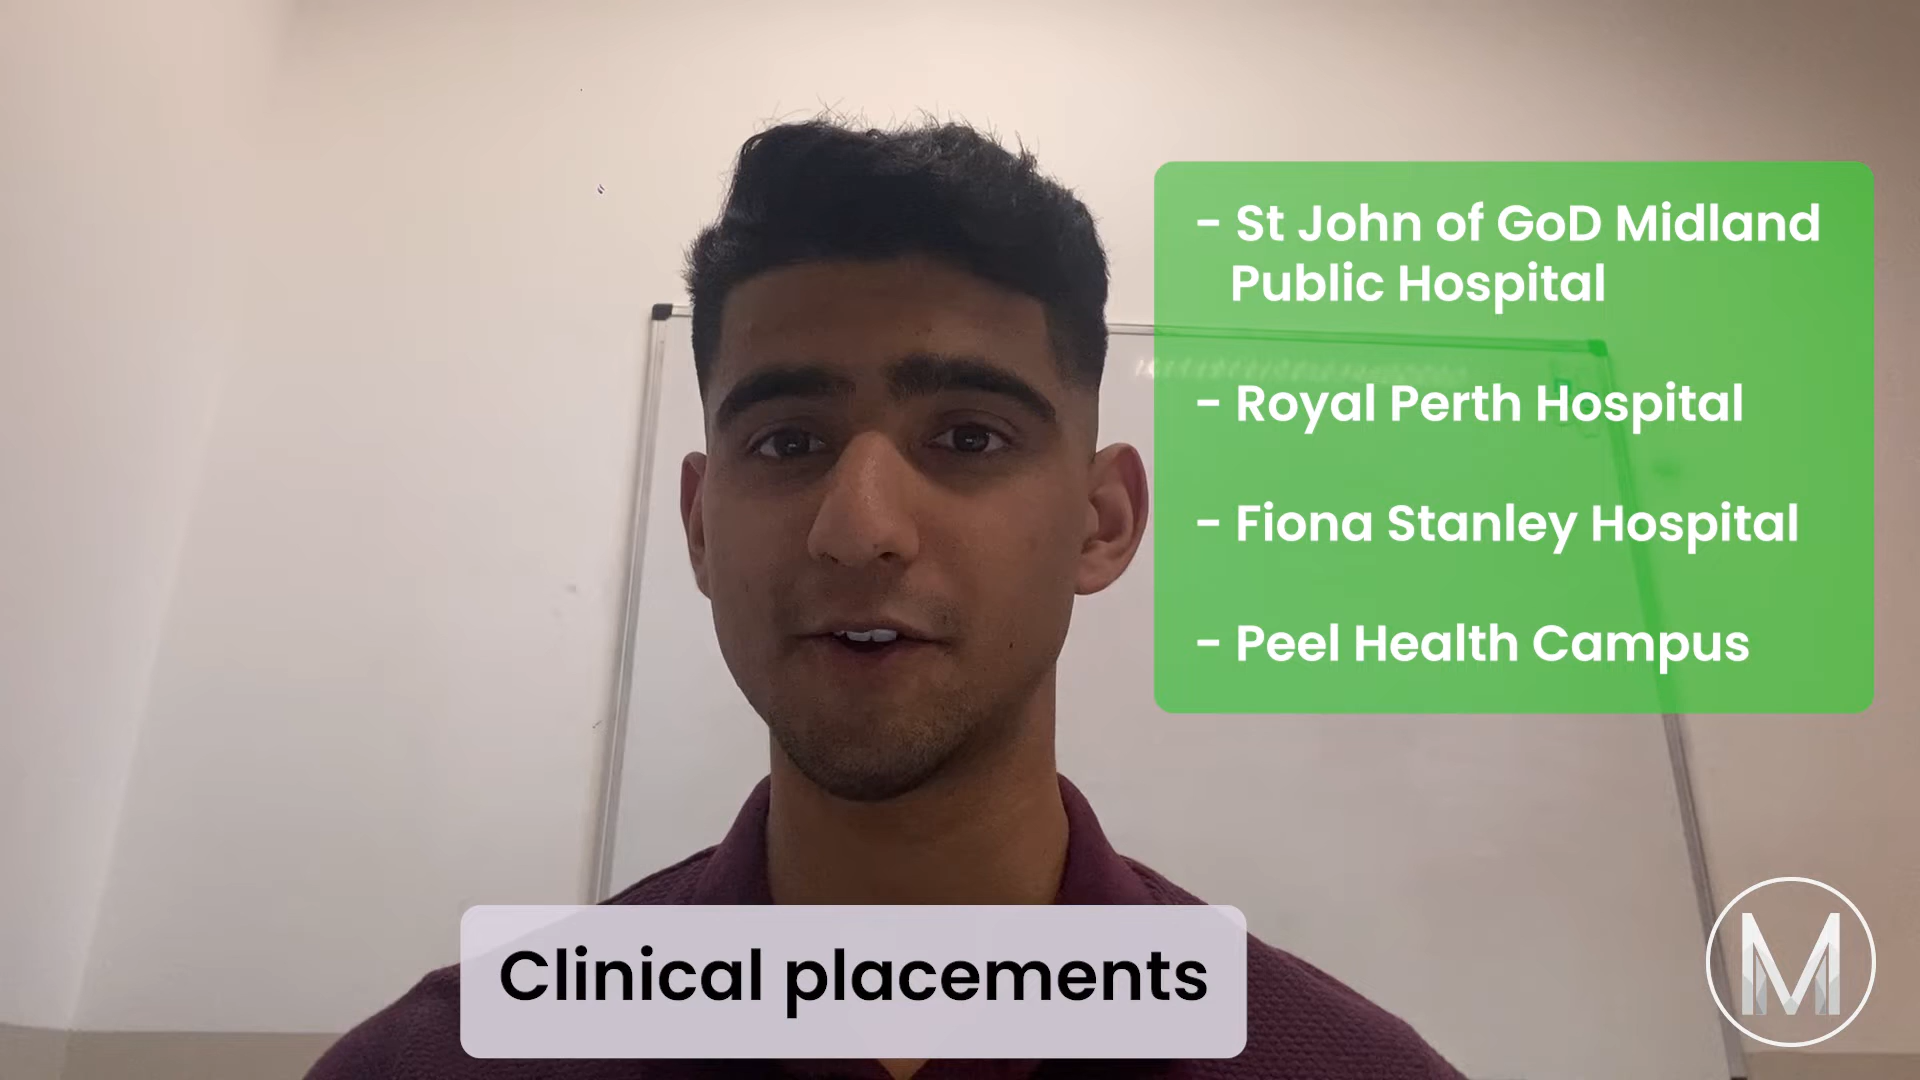 - St John of GoD Midland
Public Hospital
- Royal Perth Hospital
- Fiona Stanley Hospital
- Peel Health Campus
Clinical placements
M